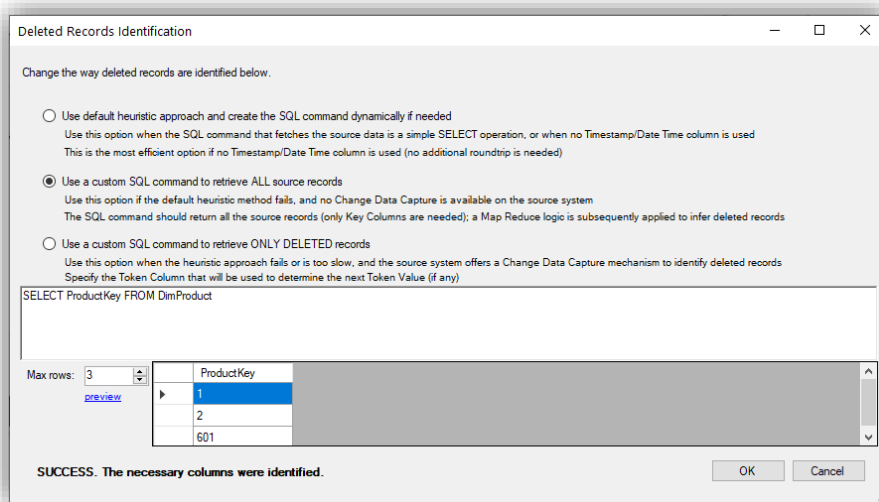 Deleted Records Identification
Change the way deleted records are identified below.
Use default heuristic approach and create the SQL command dynamically if needed
Use this option when the SQL command that fetches the source data is a simple SELECT operation, or when no Timestamp/Date Time column is used
This is the most efficient option if no Timestamp/Date Time column is used (no additional roundtrip is needed)
Use a custom SQL command to retrieve ALL source records
Use this option if the default heuristic method fails, and no Change Data Capture is available on the source system
The SQL command should return all the source records (only Key Columns are needed); a Map Reduce logic is subsequently applied to infer deleted records
Use a custom SQL command to retrieve ONLY DELETED records
Use this option when the heuristic approach fails or is too slow, and the source system offers a Change Data Capture mechanism to identify deleted records
Specify the Token Column that will be used to determine the next Token Value (if any)
SELECT ProductKey FROM DimProduct
Max rows: 3
preview
ProductKey
1
2
601
SUCCESS. The necessary columns were identified.
OK Cancel